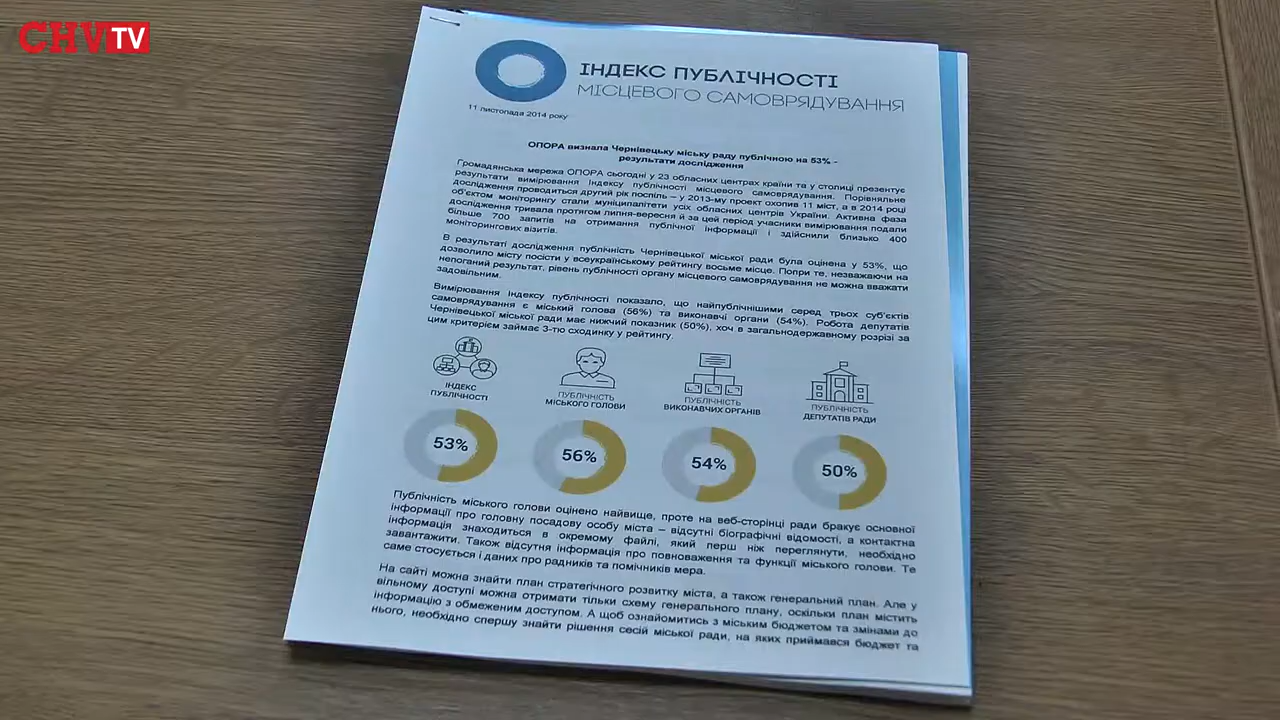 CHVTV
ІНДЕКС ПУБЛІЧНОСТІ
МІСЦЕВОГО САМОВРЯДУВАННЯ
11 листопада 2014 року
ОПОРА визнала Чернівецьку міську раду публічною на 53% -
результати дослідження
Громадянська мережа ОПОРА сьогодні у 23 обласних центрах країни та у столиці презентує
результати вимірювання Індексу публічності місцевого самоврядування. Порівняльне
дослідження проводиться другий рік поспіль – у 2013-му проект охопив 11 міст, а в 2014 році
об'єктом моніторингу стали муніципалітети усіх обласних центрів України. Активна фаза
дослідження тривала протягом липня-вересня й за цей період учасники вимірювання подали
більше 700 запитів на отримання публічної інформації і здійснили близько 400
моніторингових візитів.
В результаті дослідження публічність Чернівецької міської ради була оцінена у 53%, що
дозволило місту посісти у всеукраїнському рейтингу восьме місце. Попри те, незважаючи на
непоганий результат, рівень публічності органу місцевого самоврядування не можна вважати
задовільним.
Вимірювання Індексу публічності показало, що найпублічнішими серед трьох суб'єктів
самоврядування є міський голова (56%) та виконавчі органи (54%). Робота депутатів
Чернівецької міської ради має нижчий показник (50%), хоч в загальнодержавному розрізі за
цим критерієм займає 3-тю сходинку у рейтингу.
ІНДЕКС
ПУБЛІЧНОСТІ
ПУБЛІЧНІСТЬ
МІСЬКОГО ГОЛОВИ
ПУБЛІЧНІСТЬ
ВИКОНАВЧИХ ОРГАНІВ
ПУБЛІЧНІСТЬ
ДЕПУТАТІВ РАДИ
53%
56%
54%
50%
Публічність міського голови оцінено найвище, проте на веб-сторінці ради бракує основної
інформації про головну посадову особу міста – відсутні біографічні відомості, а контактна
інформація знаходиться в окремому файлі, який перш ніж переглянути, необхідно
завантажити. Також відсутня інформація про повноваження та функції міського голови. Те
саме стосується і даних про радників та помічників мера.
На сайті можна знайти план стратегічного розвитку міста, а також генеральний план. Але у
вільному доступі можна отримати тільки схему генерального плану, оскільки план містить
інформацію з обмеженим доступом. А щоб ознайомитись з міським бюджетом та змінами до
нього, необхідно спершу знайти рішення сесій міської ради, на яких приймався бюджет та